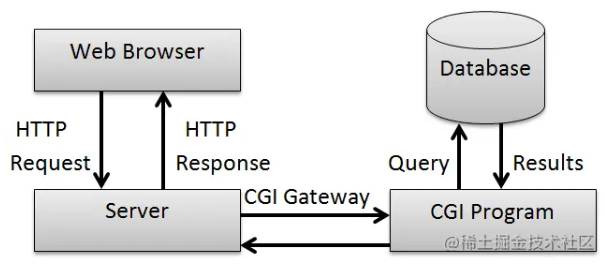 Web Browser
Database
HTTP
Request
HTTP
Response
Query
Results
Server
CGI Gateway
CGI Program
@稀土掘金技术社区